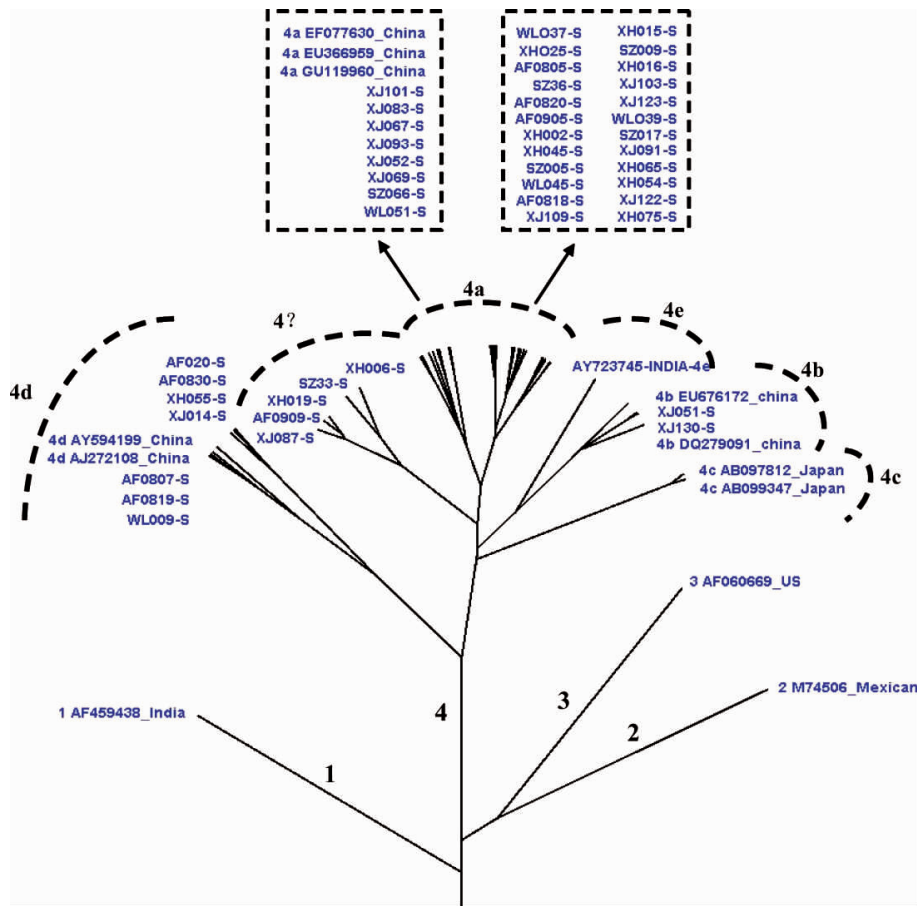 4a EF077630_China
4a EU366959_China
4a GU119960_China
XJ101-S
XJ083-S
XJ067-S
XJ093-S
XJ052-S
XJ069-S
SZ066-S
WL051-S
WLO37-S
XHO25-S
AF0805-S
SZ36-S
AF0820-S
AF0905-S
XH002-S
XH045-S
SZ005-S
WL045-S
AF0818-S
XJ109-S
XH015-S
SZ009-S
XH016-S
XJ103-S
XJ123-S
WLO39-S
SZ017-S
XJ091-S
XH065-S
XH054-S
XJ122-S
XH075-S
4d
AF020-S
AF0830-S
XH055-S
XJ014-S
4d AY594199_China
4d AJ272108_China
AF0807-S
AF0819-S
WL009-S
4?
XH006-S
SZ33-S
XH019-S
AF0909-S
XJ087-S
4a
4e
AY723745-INDIA-4e
4b
4b EU676172_china
XJ051-S
XJ130-S
4b DQ279091_china
4c
4c AB097812_Japan
4c AB099347_Japan
3 AF060669_US
2 M74506_Mexican
1 AF459438_India
4
3
2
1